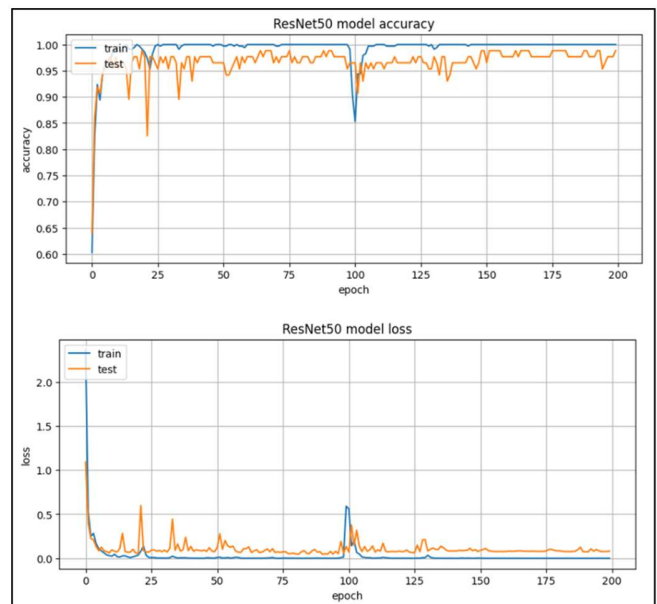 ResNet50 model accuracy
1.00
0.95
0.90
0.85
0.80
0.75
0.70
0.65
0.60
accuracy
train
test
0 25 50 75 100 125 150 175 200
epoch
ResNet50 model loss
2.0
1.5
1.0
0.5
0.0
loss
train
test
0 25 50 75 100 125 150 175 200
epoch